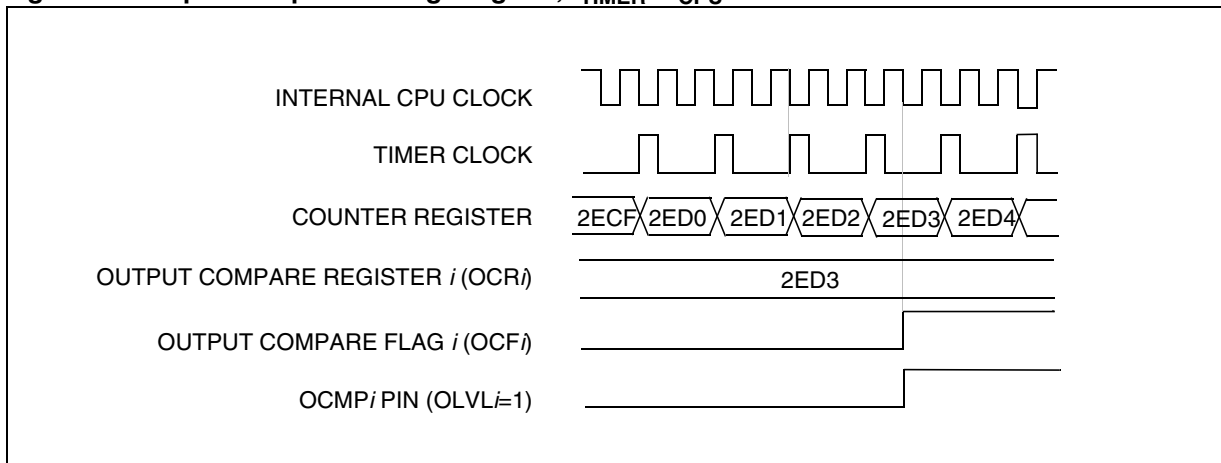 INTERNAL CPU CLOCK
TIMER CLOCK
COUNTER REGISTER 2ECF 2ED0 2ED1 2ED2 2ED3 2ED4
OUTPUT COMPARE REGISTER i (OCRi) 2ED3
OUTPUT COMPARE FLAG i (OCFi)
OCMPi PIN (OLVLi=1)